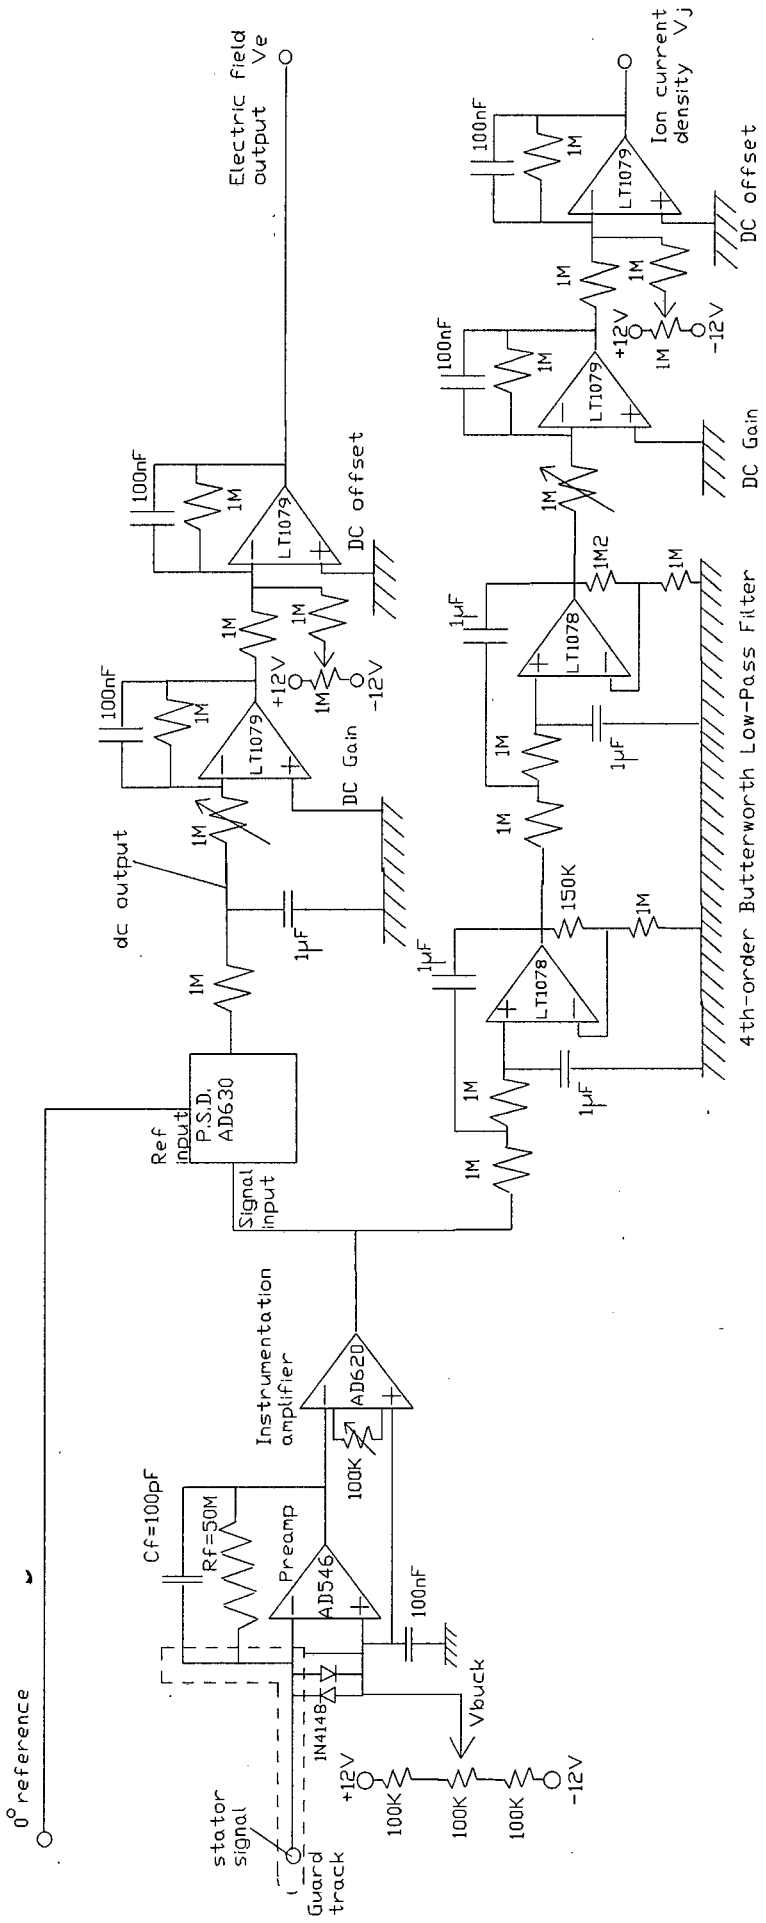 0° reference
stator
signal
Guard
track
+12V
100K
100K
100K
-12V
Vbuck
1N4148
Cf=100pF
Rf=50M
Preamp
-
AD546
+
100nF
Instrumentation
amplifier
-
AD620
+
100K
Ref
input
P.S.D.
AD630
Signal
input
1M
dc output
1µF
1M
100nF
1M
-
LT1079
+
DC Gain
1M
+12V
1M
-12V
1M
100nF
1M
-
LT1079
+
DC offset
Electric field
Ve
output
1M
1M
1µF
1µF
+
LT1078
-
150K
1M
1M
1M
1µF
1µF
+
LT1078
-
1M2
1M
4th-order Butterworth Low-Pass Filter
1M
100nF
1M
-
LT1079
+
DC Gain
1M
+12V
1M
-12V
1M
100nF
1M
-
LT1079
+
DC offset
Ion current
density Vj